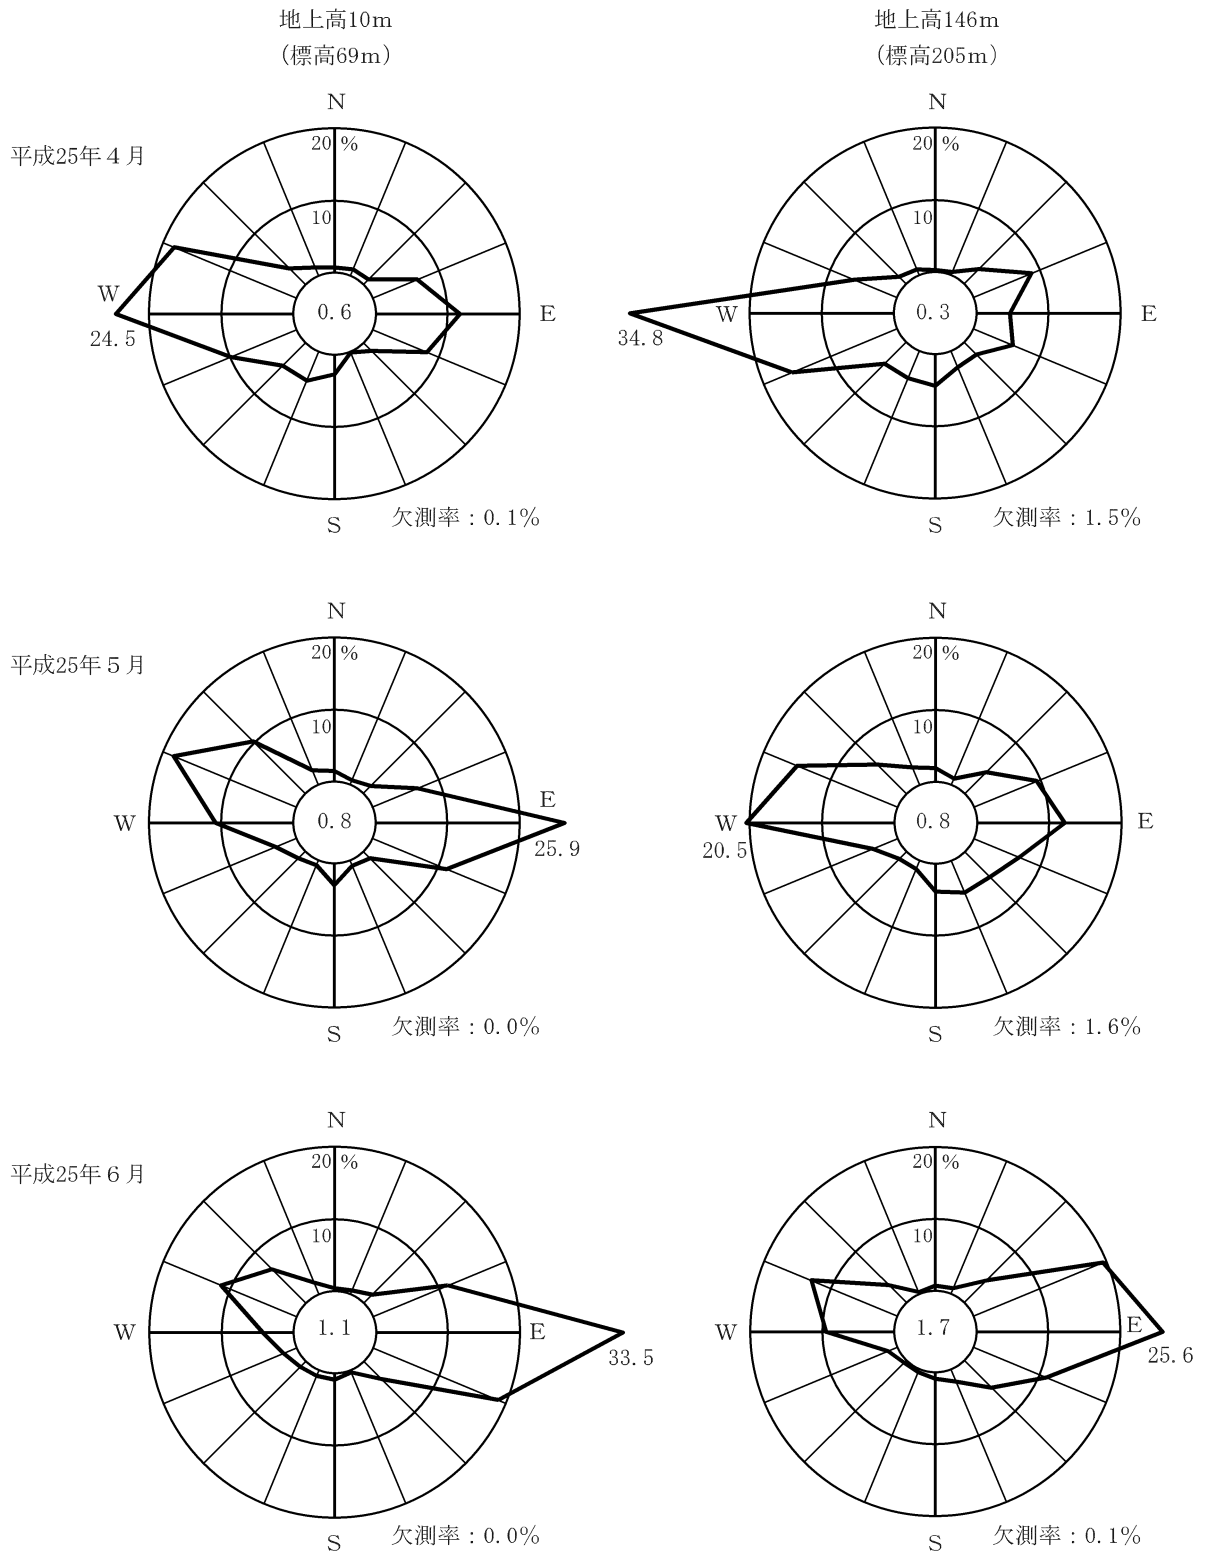 地上高10m
(標高69m)
地上高146m
(標高205m)
平成25年４月
N
20 %
10
W
0.6
E
24.5
S
欠測率：0.1%
N
20 %
10
W
0.3
E
34.8
S
欠測率：1.5%
平成25年５月
N
20 %
10
W
0.8
E
25.9
S
欠測率：0.0%
N
20 %
10
W
0.8
E
20.5
S
欠測率：1.6%
平成25年６月
N
20 %
10
W
1.1
E
33.5
S
欠測率：0.0%
N
20 %
10
W
1.7
E
25.6
S
欠測率：0.1%